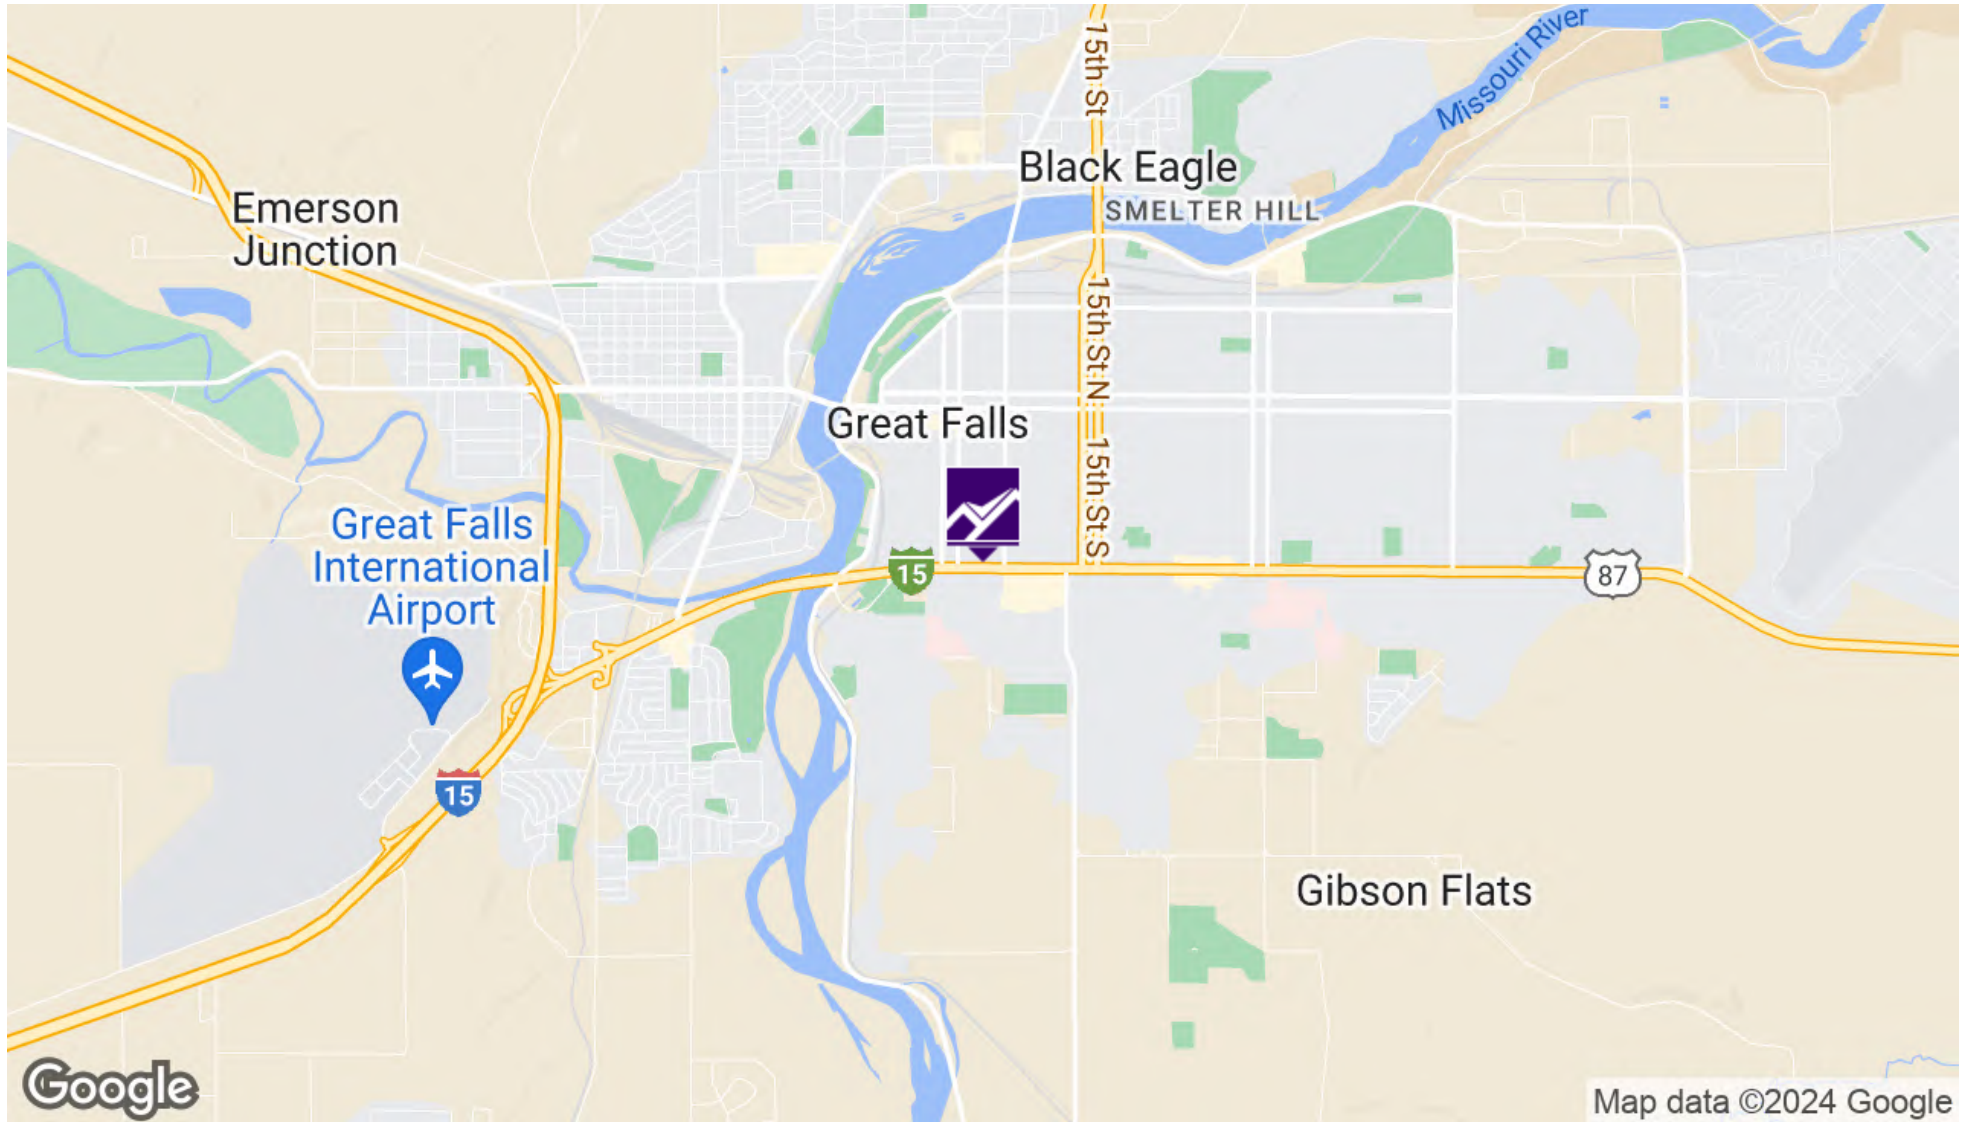 15th St
Missouri River
Black Eagle
SMELTER HILL
Emerson
Junction
15th St N
Great Falls
15th St S
Great Falls
International
Airport
15
87
15
Gibson Flats
Google
Map data ©2024 Google